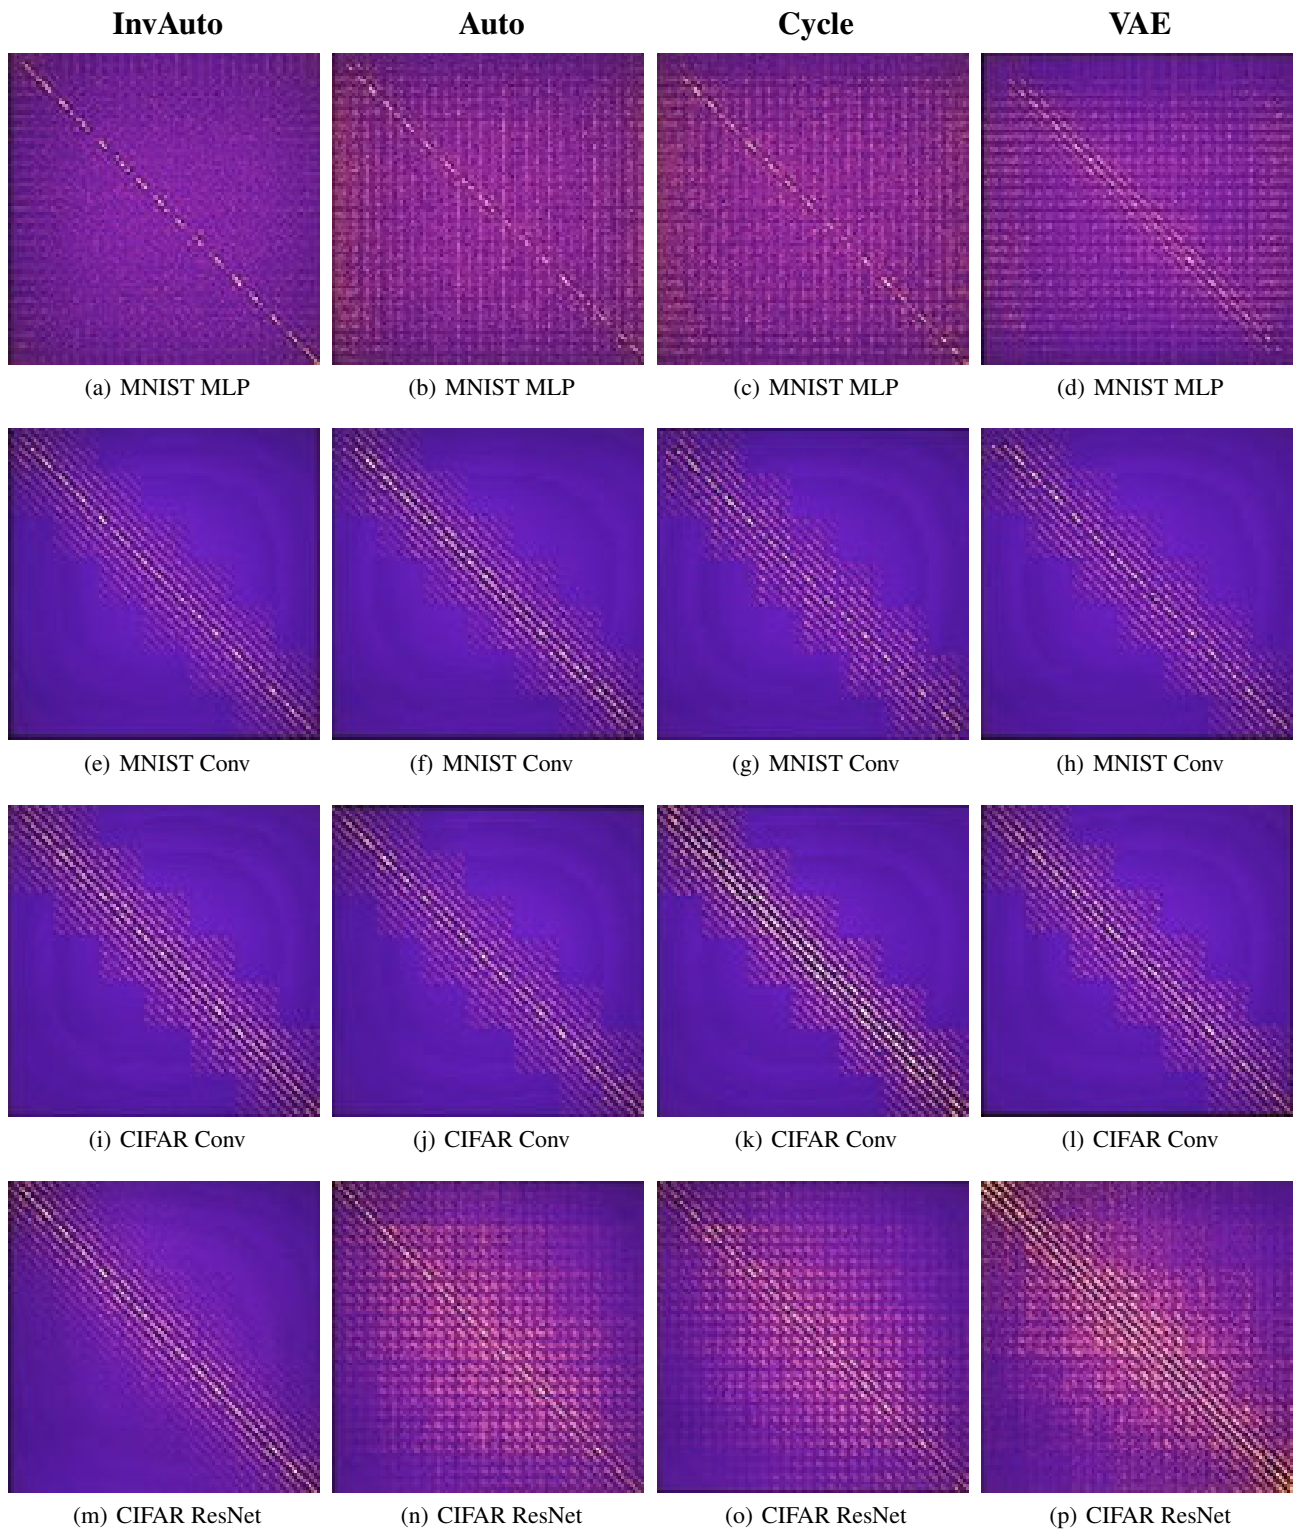 InvAuto Auto Cycle VAE
(a) MNIST MLP (b) MNIST MLP (c) MNIST MLP (d) MNIST MLP
(e) MNIST Conv (f) MNIST Conv (g) MNIST Conv (h) MNIST Conv
(i) CIFAR Conv (j) CIFAR Conv (k) CIFAR Conv (l) CIFAR Conv
(m) CIFAR ResNet (n) CIFAR ResNet (o) CIFAR ResNet (p) CIFAR ResNet